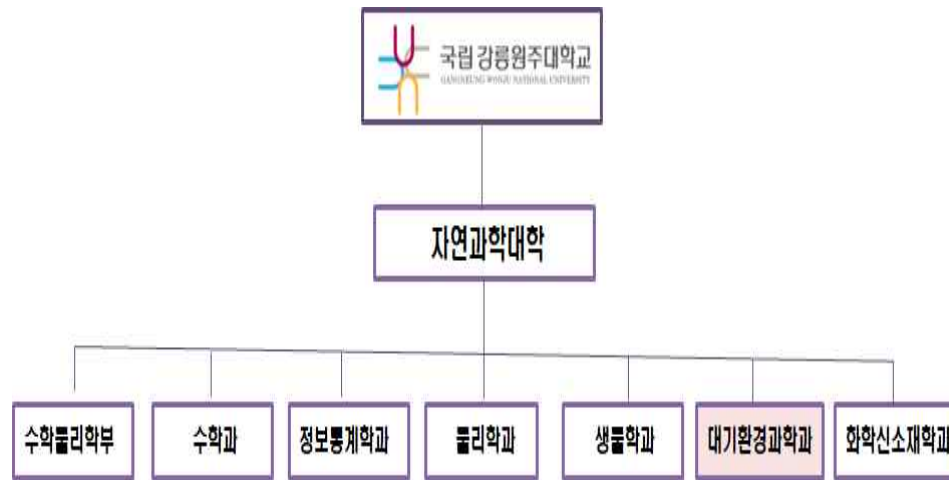 국립강릉원주대학교
GANGNEUNG-WONJU NATIONAL UNIVERSITY
자연과학대학
수학물리학부
수학과
정보통계학과
물리학과
생물학과
대기환경과학과
화학신소재학과